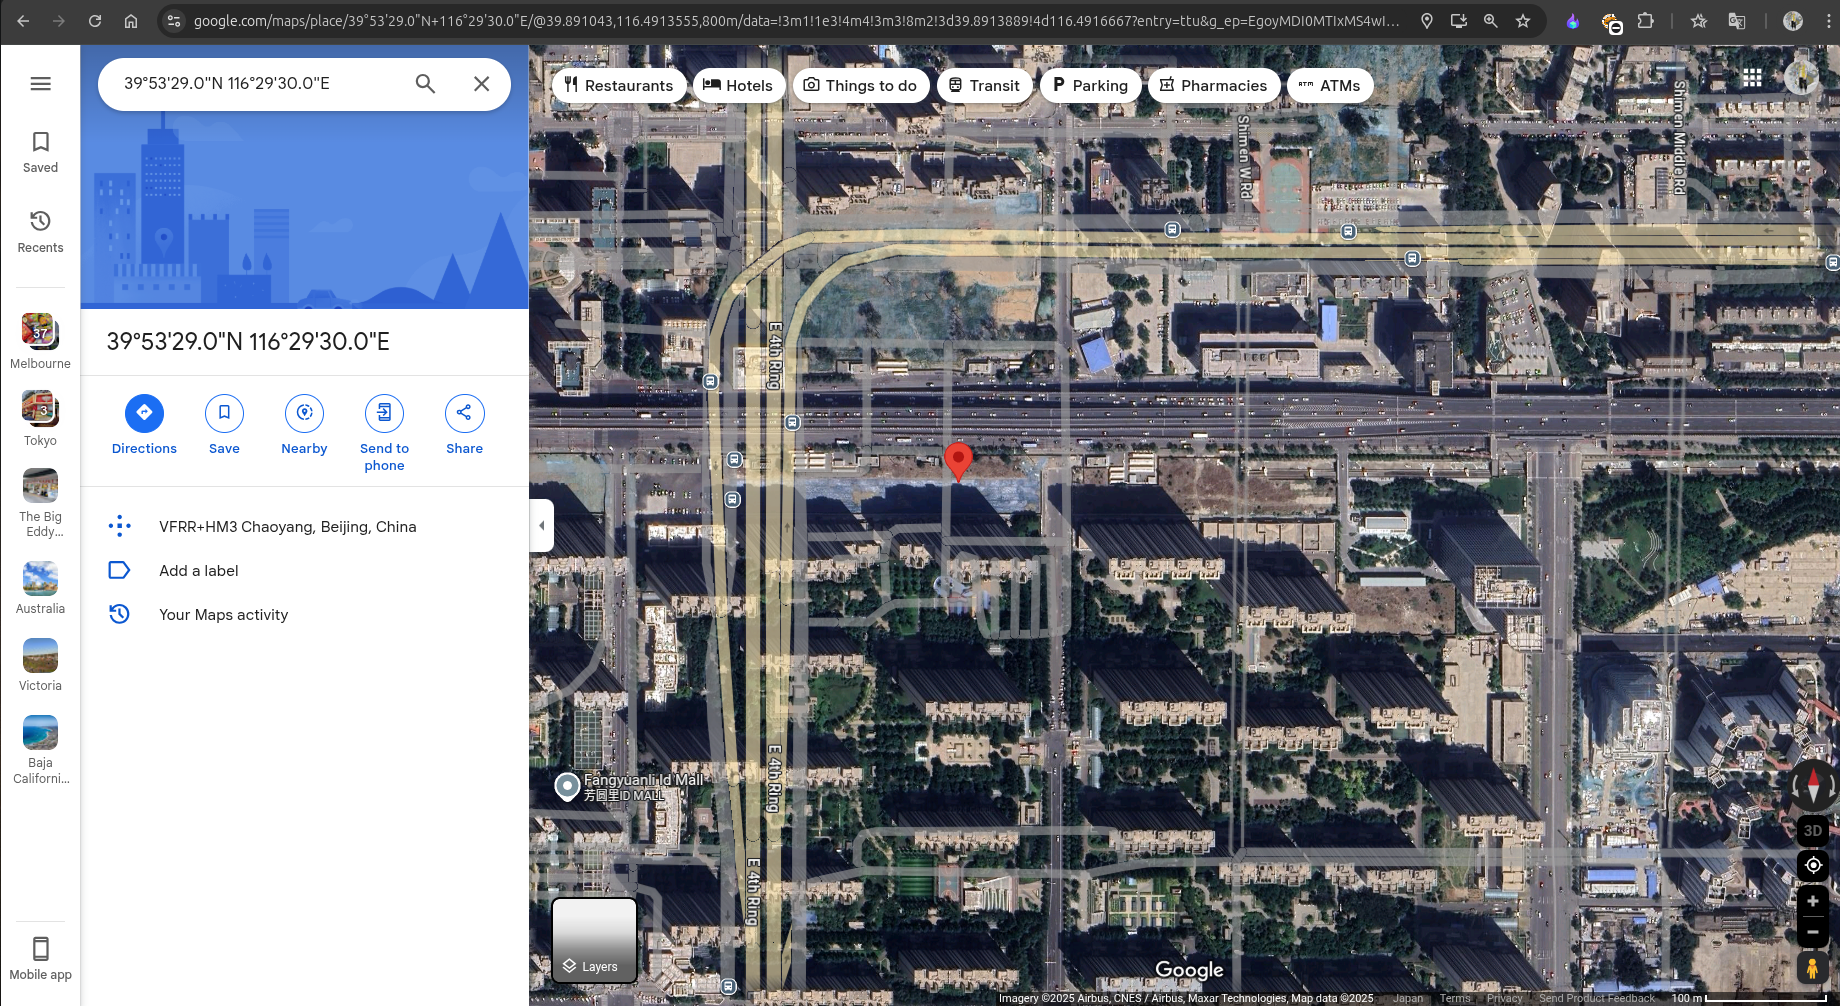 google.com/maps/place/39°53'29.0"N+116°29'30.0"E/@39.891043,116.4913555,800m/data=!3m1!1e3!4m4!3m3!8m2!3d39.8913889!4d116.4916667?entry=ttu&g_ep=EgoyMDI0MTIxMS4wI...
39°53'29.0"N 116°29'30.0"E
Restaurants
Hotels
Things to do
Transit
Parking
Pharmacies
ATM
ATMs
Saved
Recents
37
Melbourne
3
Tokyo
The Big
Eddy...
Australia
Victoria
Baja
Californi...
Mobile app
39°53'29.0"N 116°29'30.0"E
Directions
Save
Nearby
Send to
phone
Share
VFRR+HM3 Chaoyang, Beijing, China
Add a label
Your Maps activity
Shimen W Rd
Shimen Middle Rd
E 4th Ring
E 4th Ring
E 4th Ring
Fangyuanli Id Mall
芳圆里ID MALL
Layers
3D
Google
Imagery ©2025 Airbus, CNES / Airbus, Maxar Technologies, Map data ©2025
Japan
Terms
Privacy
Send Product Feedback
100 m